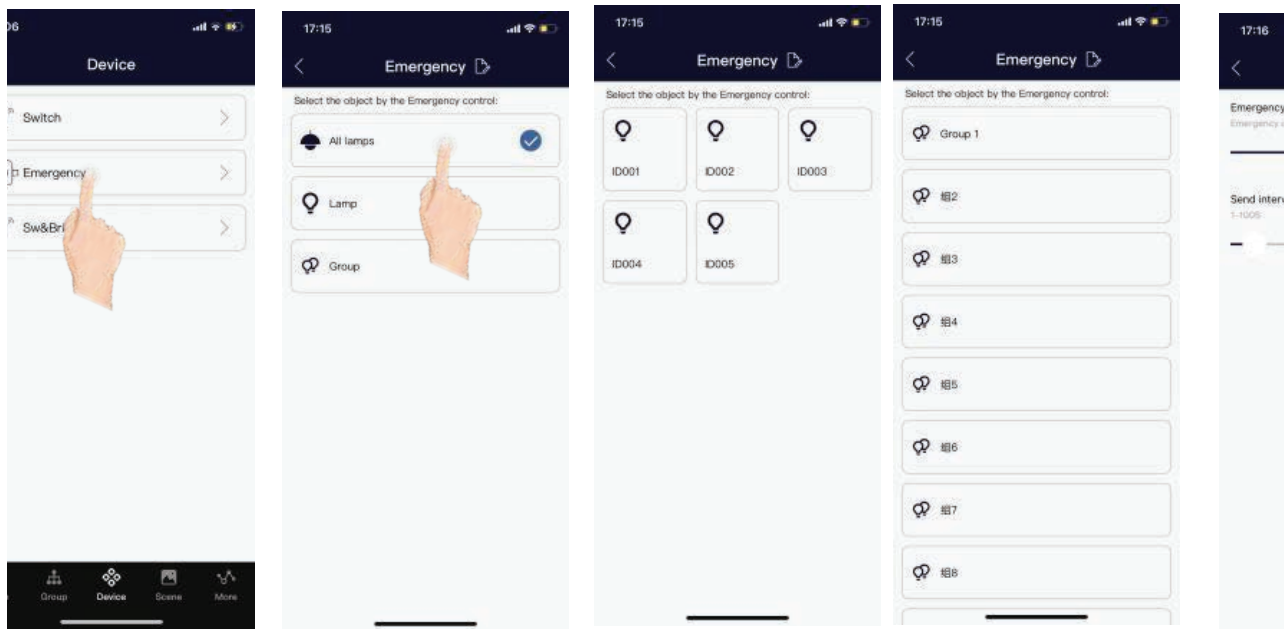 06
Device
Switch
Emergency
Sw&Bri
Group
Device
Scene
More
17:15
Emergency
Select the object by the Emergency control:
All lamps
Lamp
Group
17:15
Emergency
Select the object by the Emergency control:
ID001
ID002
ID003
ID004
ID005
17:15
Emergency
Select the object by the Emergency control:
Group 1
组2
组3
组4
组5
组6
组7
组8
17:16
Emergency
Emergency
Send interv